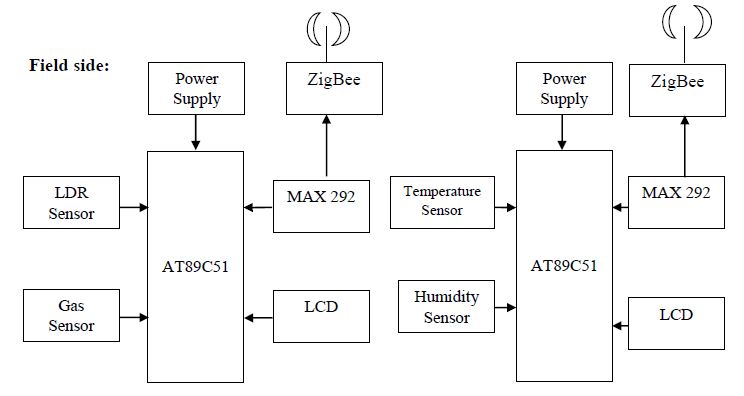 Field side:
Power
Supply
ZigBee
LDR
Sensor
MAX 292
AT89C51
Gas
Sensor
LCD
Power
Supply
ZigBee
Temperature
Sensor
MAX 292
AT89C51
Humidity
Sensor
LCD